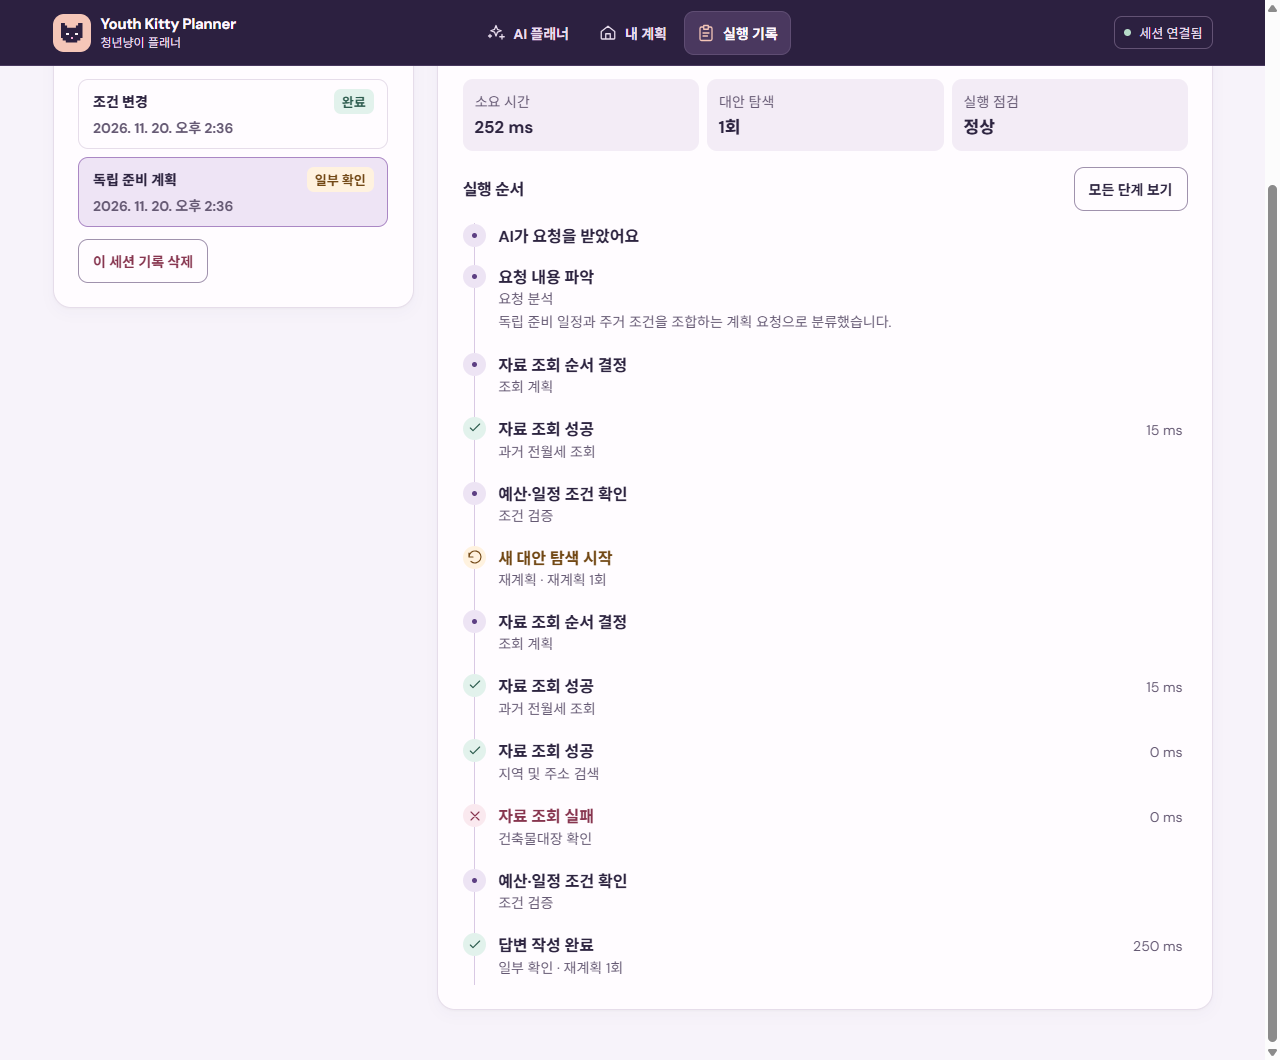 Youth Kitty Planner
청년냥이 플래너
AI 플래너
내 계획
실행 기록
세션 연결됨
조건 변경
완료
2026. 11. 20. 오후 2:36
독립 준비 계획
일부 확인
2026. 11. 20. 오후 2:36
이 세션 기록 삭제
소요 시간
252 ms
대안 탐색
1회
실행 점검
정상
실행 순서
모든 단계 보기
AI가 요청을 받았어요
요청 내용 파악
요청 분석
독립 준비 일정과 주거 조건을 조합하는 계획 요청으로 분류했습니다.
자료 조회 순서 결정
조회 계획
자료 조회 성공
15 ms
과거 전월세 조회
예산·일정 조건 확인
조건 검증
새 대안 탐색 시작
재계획 · 재계획 1회
자료 조회 순서 결정
조회 계획
자료 조회 성공
15 ms
과거 전월세 조회
자료 조회 성공
0 ms
지역 및 주소 검색
자료 조회 실패
0 ms
건축물대장 확인
예산·일정 조건 확인
조건 검증
답변 작성 완료
250 ms
일부 확인 · 재계획 1회